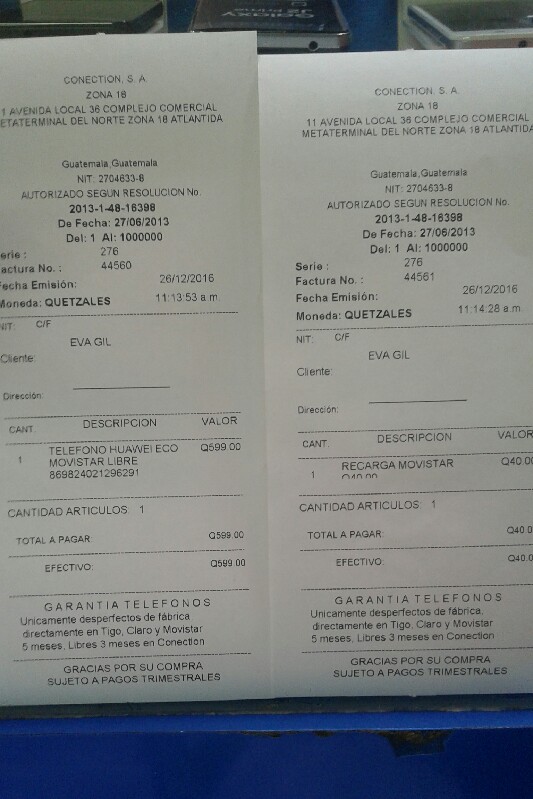 Galaxy
CONECTION, S. A.
ZONA 18
1 AVENIDA LOCAL 36 COMPLEJO COMERCIAL
METATERMINAL DEL NORTE ZONA 18 ATLANTIDA
Guatemala,Guatemala
NIT: 2704633-8
AUTORIZADO SEGUN RESOLUCION No.
2013-1-48-16398
De Fecha: 27/06/2013
Del: 1 Al: 1000000
erie : 276
Factura No. : 44560
Fecha Emisión: 26/12/2016
Moneda: QUETZALES 11:13:53 a.m.
NIT: C/F
EVA GIL
Cliente:
Dirección:
CANT. DESCRIPCION VALOR
1 TELEFONO HUAWEI ECO Q599.00
MOVISTAR LIBRE
869824021296291
CANTIDAD ARTICULOS: 1
TOTAL A PAGAR: Q599.00
EFECTIVO: Q599.00
GARANTIA TELEFONOS
Unicamente desperfectos de fábrica,
directamente en Tigo, Claro y Movistar
5 meses, Libres 3 meses en Conection
GRACIAS POR SU COMPRA
SUJETO A PAGOS TRIMESTRALES
CONECTION, S. A.
ZONA 18
11 AVENIDA LOCAL 36 COMPLEJO COMERCIAL
METATERMINAL DEL NORTE ZONA 18 ATLANTIDA
Guatemala,Guatemala
NIT: 2704633-8
AUTORIZADO SEGUN RESOLUCION No.
2013-1-48-16398
De Fecha: 27/06/2013
Del: 1 Al: 1000000
Serie : 276
Factura No. : 44561
Fecha Emisión: 26/12/2016
Moneda: QUETZALES 11:14:28 a.m.
NIT: C/F
EVA GIL
Cliente:
Dirección:
CANT. DESCRIPCION VALOR
1 RECARGA MOVISTAR Q40.00
Q40.00
CANTIDAD ARTICULOS: 1
TOTAL A PAGAR: Q40.00
EFECTIVO: Q40.0
GARANTIA TELEFONOS
Unicamente desperfectos de fábrica,
directamente en Tigo, Claro y Movistar
5 meses, Libres 3 meses en Conection
GRACIAS POR SU COMPRA
SUJETO A PAGOS TRIMESTRALES